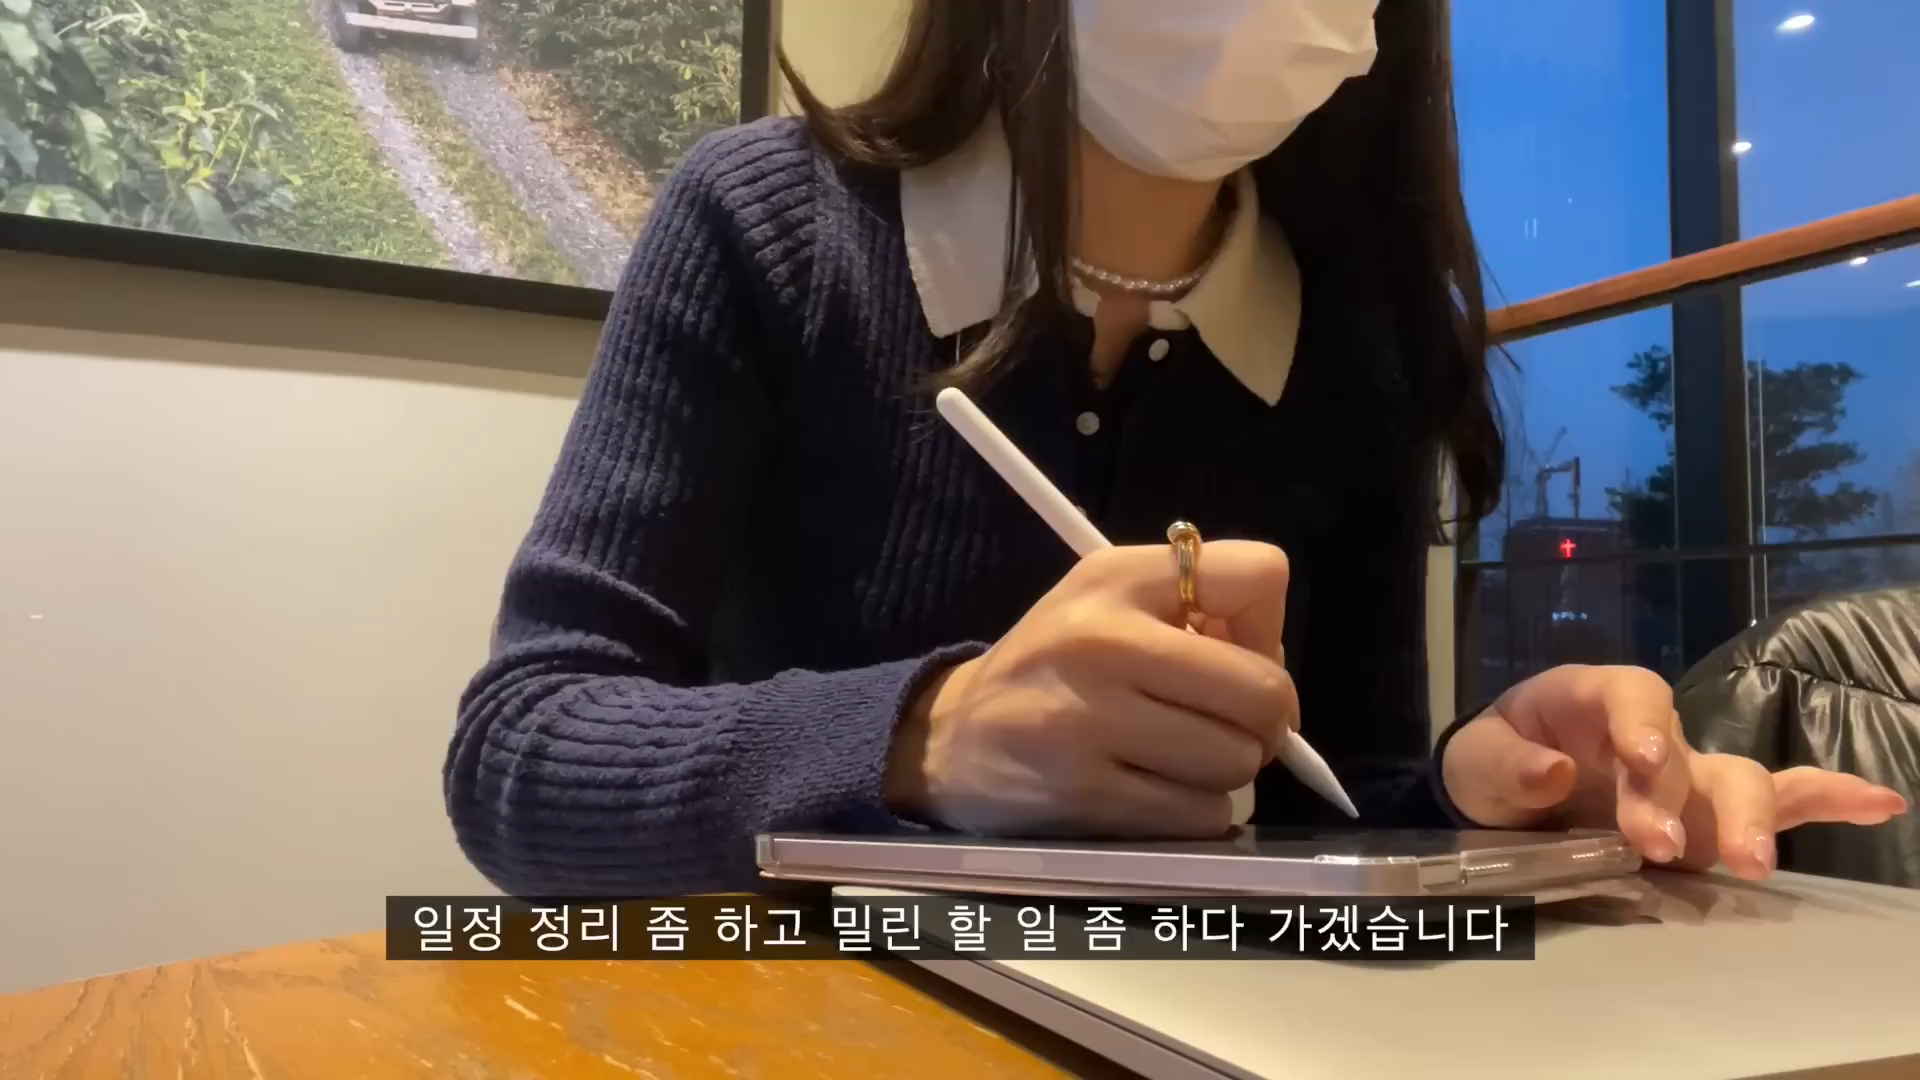 일정 정리 좀 하고 밀린 할 일 좀 하다 가겠습니다